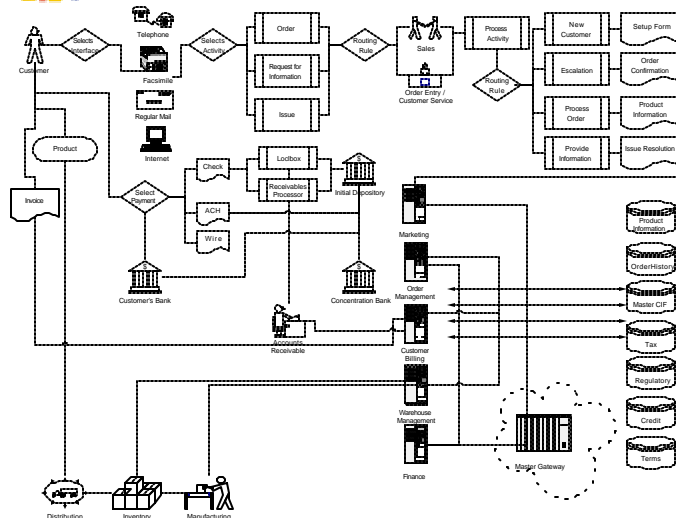 Customer
Selects
Interface
Telephone
Facsimile
Regular Mail
Internet
Selects
Activity
Order
Request for
Information
Issue
Routing
Rule
Sales
Order Entry /
Customer Service
Process
Activity
Routing
Rule
New
Customer
Escalation
Process
Order
Provide
Information
Setup Form
Order
Confirmation
Product
Information
Issue Resolution
Product
Invoice
Select
Payment
Check
ACH
Wire
Loclbox
Receivables
Processor
$
Initial Depository
$
Customer's Bank
$
Concentration Bank
Accounts
Receivable
Marketing
Order
Management
Customer
Billing
Warehouse
Management
Finance
Master Gateway
Product
Information
OrderHistory
Master CIF
Tax
Regulatory
Credit
Terms
Distribution
Inventory
Manufacturing